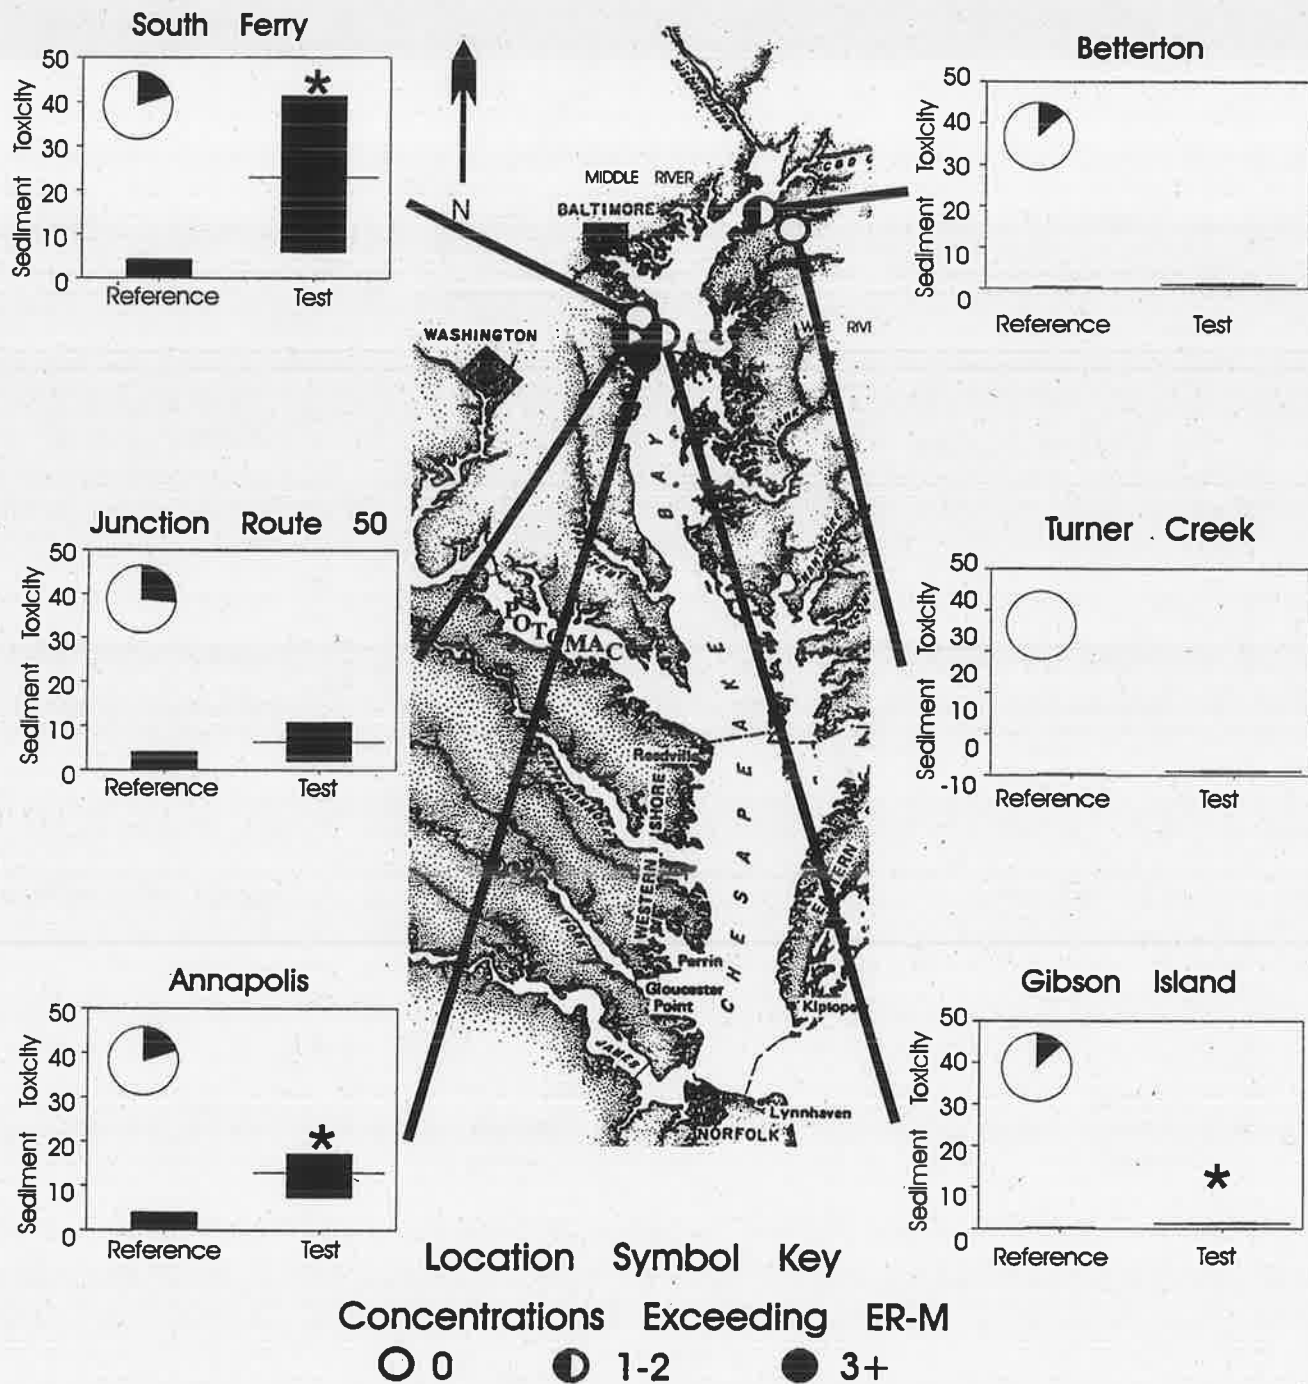 South Ferry
50
40
30
20
10
0
Sediment Toxicity
*
Reference Test
N
Betterton
50
40
30
20
10
0
Sediment Toxicity
Reference Test
MIDDLE RIVER
BALTIMORE
WASHINGTON
Junction Route 50
50
40
30
20
10
0
Sediment Toxicity
Reference Test
Turner Creek
50
40
30
20
10
0
-10
Sediment Toxicity
Reference Test
CHOPTANK
NANTICOKE
POTOMAC
CHESAPEAKE BAY
Reedville
RAPPAHANNOCK
WESTERN SHORE
EASTERN
YORK
Perrin
Gloucester
Point
Kiptope
JAMES
Lynnhaven
NORFOLK
Annapolis
50
40
30
20
10
0
Sediment Toxicity
*
Reference Test
Gibson Island
50
40
30
20
10
0
Sediment Toxicity
*
Reference Test
Location Symbol Key
Concentrations Exceeding ER-M
0 1-2 3+